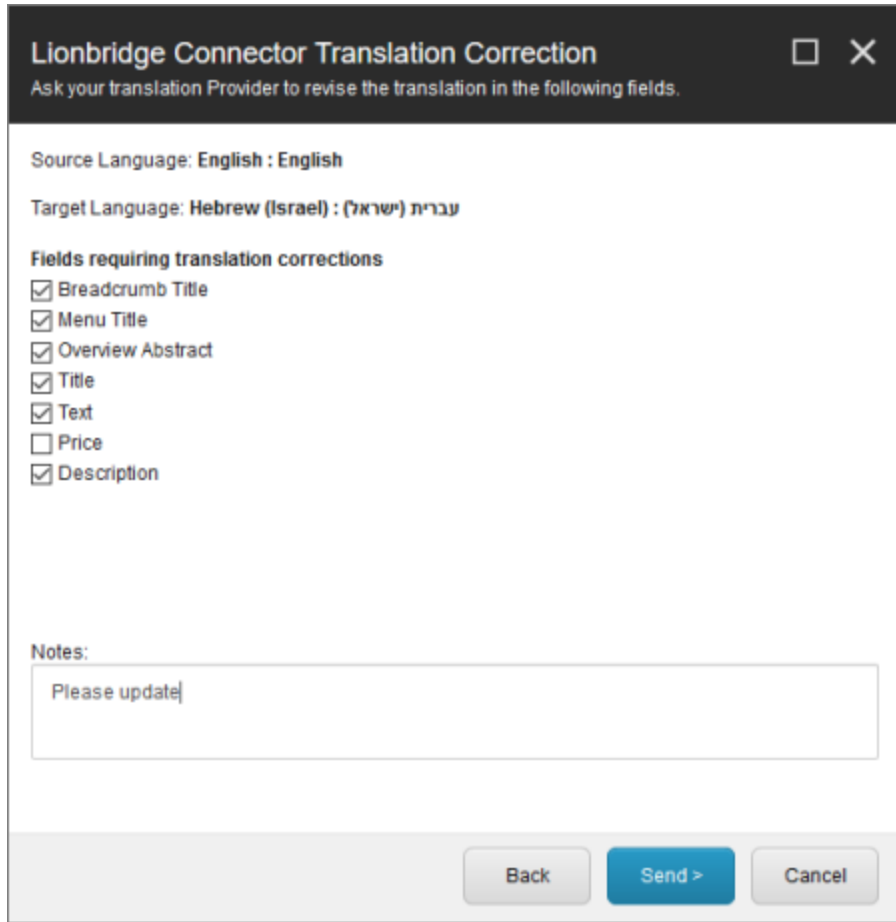 Lionbridge Connector Translation Correction
Ask your translation Provider to revise the translation in the following fields.
Source Language: English : English
Target Language: Hebrew (Israel) : עברית (ישראל)
Fields requiring translation corrections
Breadcrumb Title
Menu Title
Overview Abstract
Title
Text
Price
Description
Notes:
Please update
Back
Send >
Cancel